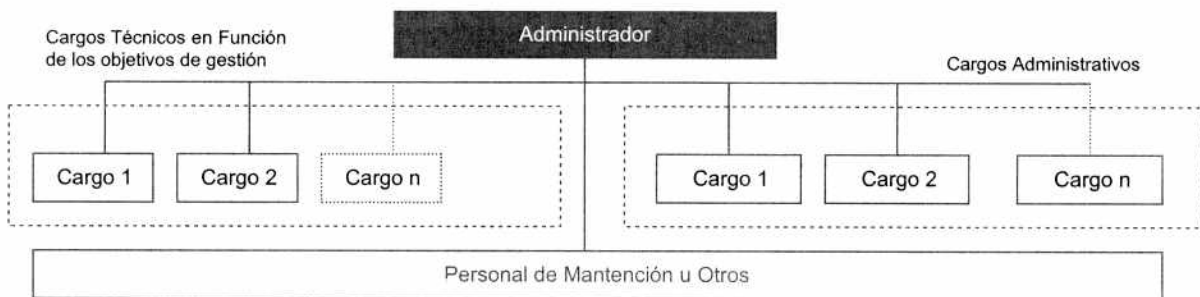 Administrador
Cargos Técnicos en Función
de los objetivos de gestión
Cargos Administrativos
Cargo 1
Cargo 2
Cargo n
Cargo 1
Cargo 2
Cargo n
Personal de Mantención u Otros